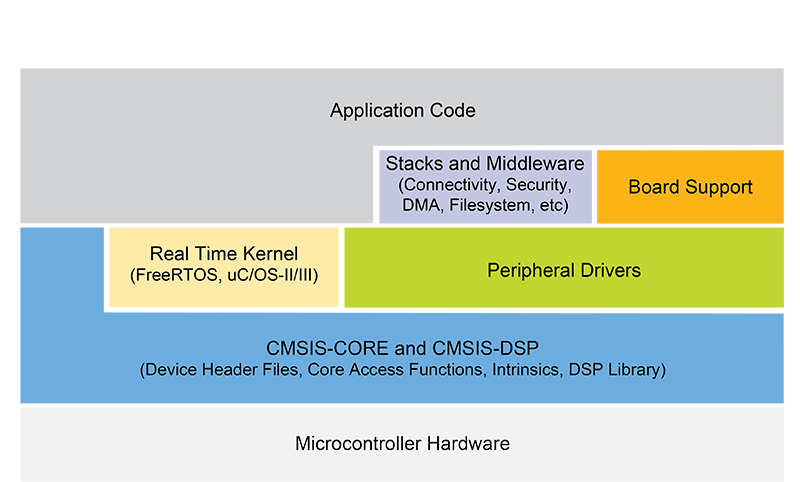 Application Code
Stacks and Middleware
(Connectivity, Security,
DMA, Filesystem, etc)
Board Support
Real Time Kernel
(FreeRTOS, uC/OS-II/III)
Peripheral Drivers
CMSIS-CORE and CMSIS-DSP
(Device Header Files, Core Access Functions, Intrinsics, DSP Library)
Microcontroller Hardware